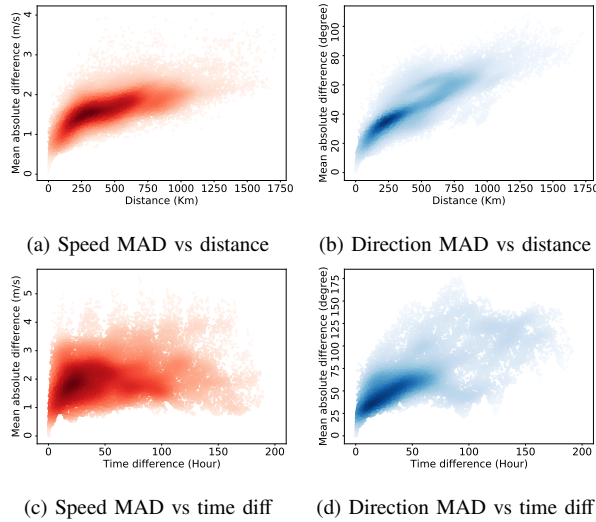 4
3
2
1
0
Mean absolute difference (m/s)
0 250 500 750 1000 1250 1500 1750
Distance (Km)
100
80
60
40
20
0
Mean absolute difference (degree)
0 250 500 750 1000 1250 1500 1750
Distance (Km)
(a) Speed MAD vs distance
(b) Direction MAD vs distance
5
4
3
2
1
0
Mean absolute difference (m/s)
0 50 100 150 200
Time difference (Hour)
175
150
125
100
75
50
25
0
Mean absolute difference (degree)
0 50 100 150 200
Time difference (Hour)
(c) Speed MAD vs time diff
(d) Direction MAD vs time diff